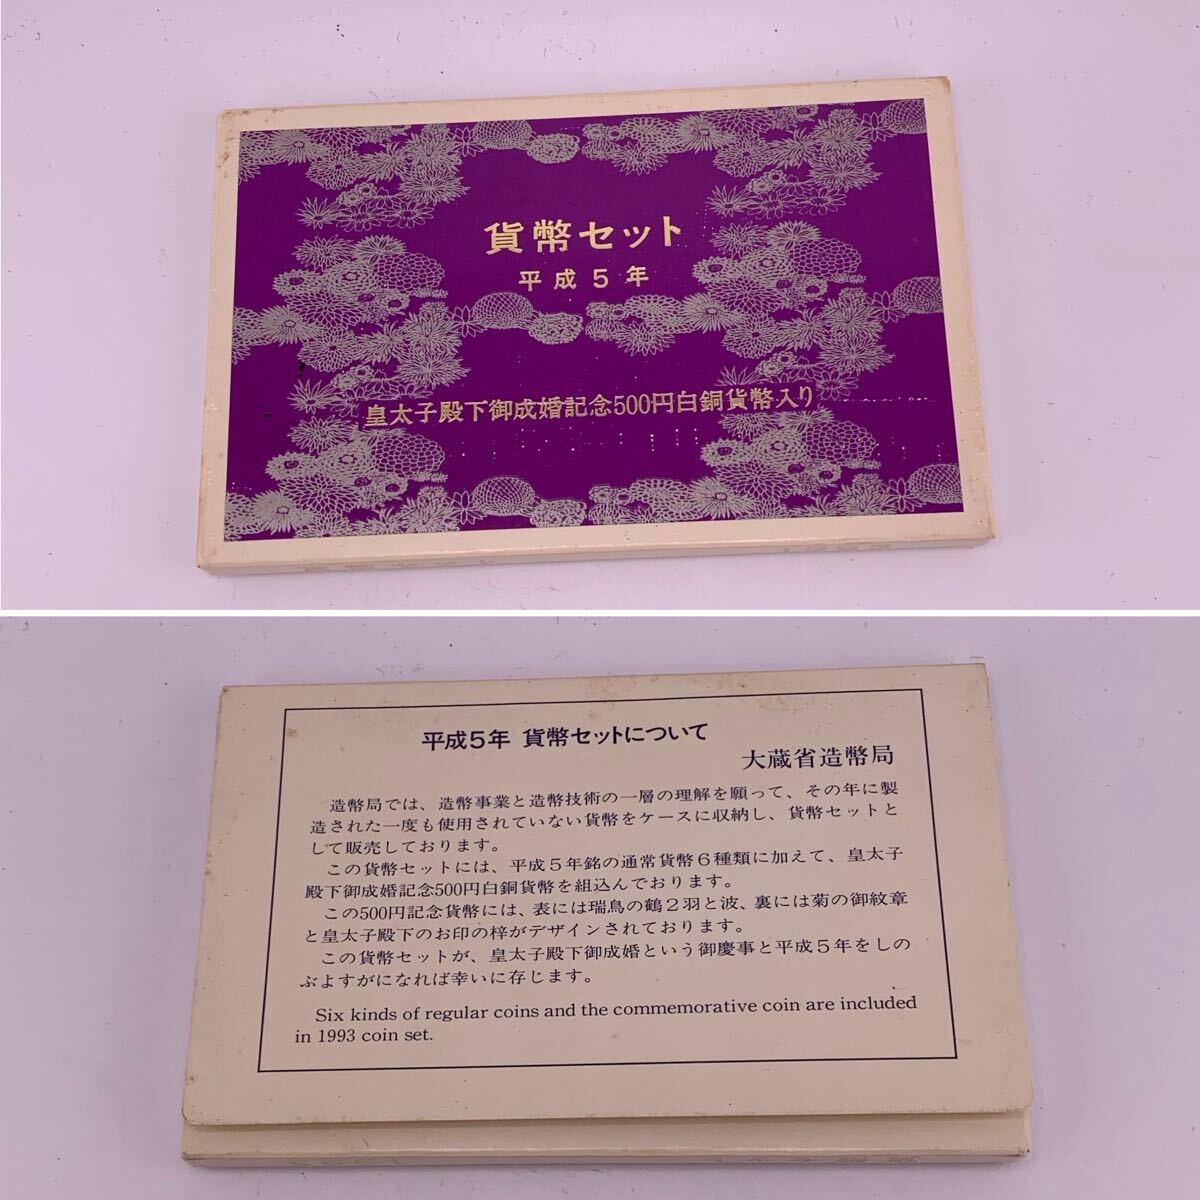 貨幣セット
平成5年
皇太子殿下御成婚記念500円白銅貨幣入り
平成5年 貨幣セットについて
大蔵省造幣局
造幣局では、造幣事業と造幣技術の一層の理解を願って、その年に製
造された一度も使用されていない貨幣をケースに収納し、貨幣セットと
して販売しております。
この貨幣セットには、平成5年銘の通常貨幣6種類に加えて、皇太子
殿下御成婚記念500円白銅貨幣を組込んでおります。
この500円記念貨幣には、表には瑞鳥の鶴2羽と波、裏には菊の御紋章
と皇太子殿下のお印の梓がデザインされております。
この貨幣セットが、皇太子殿下御成婚という御慶事と平成5年をしの
ぶよすがになれば幸いに存じます。
Six kinds of regular coins and the commemorative coin are included
in 1993 coin set.